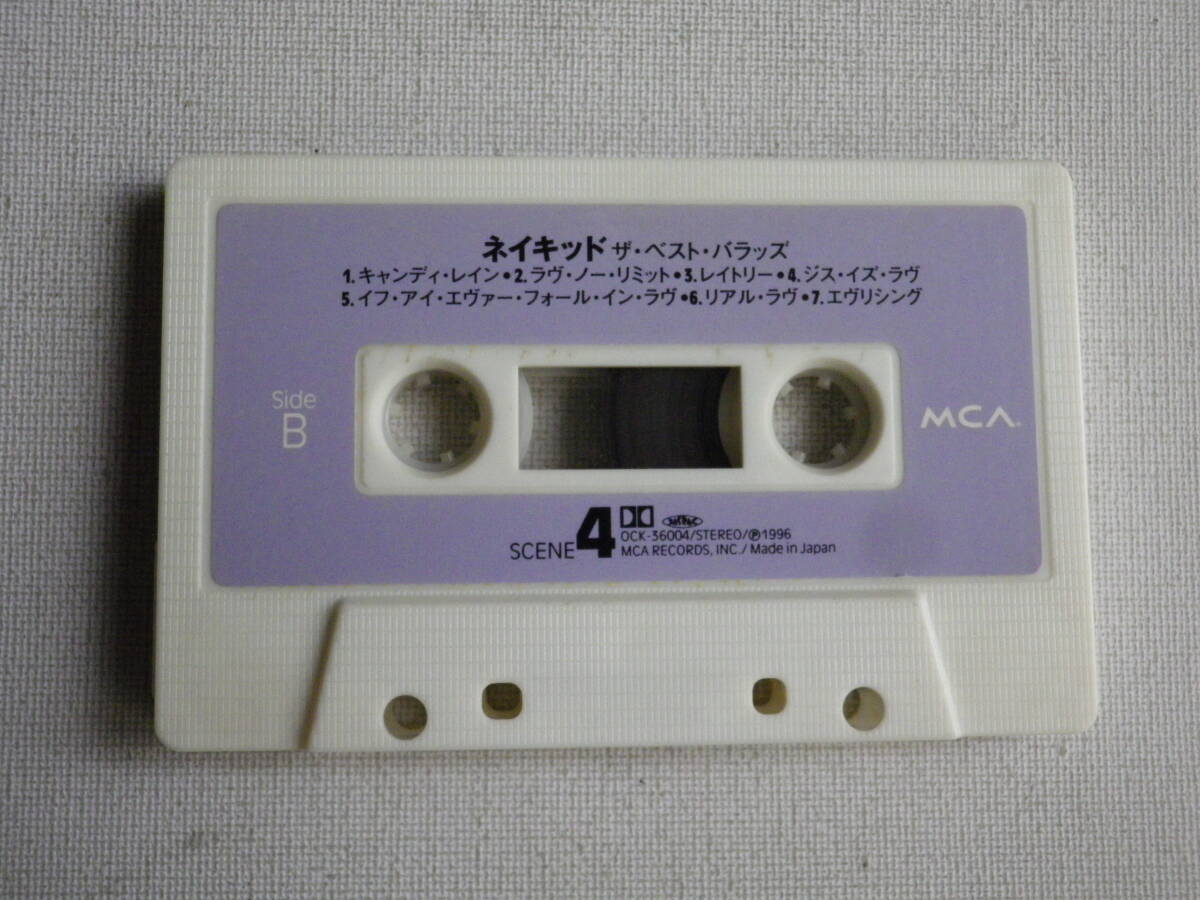 ネイキッド ザ・ベスト・バラッズ
1.キャンディ・レイン•2.ラヴ・ノー・リミット•3.レイトリー•4.ジス・イズ・ラヴ
5.イフ・アイ・エヴァー・フォール・イン・ラヴ•6.リアル・ラヴ•7.エヴリシング
Side
B
MCA
SCENE 4
OCK-36004/STEREO/Ⓟ1996
MCA RECORDS, INC./Made in Japan